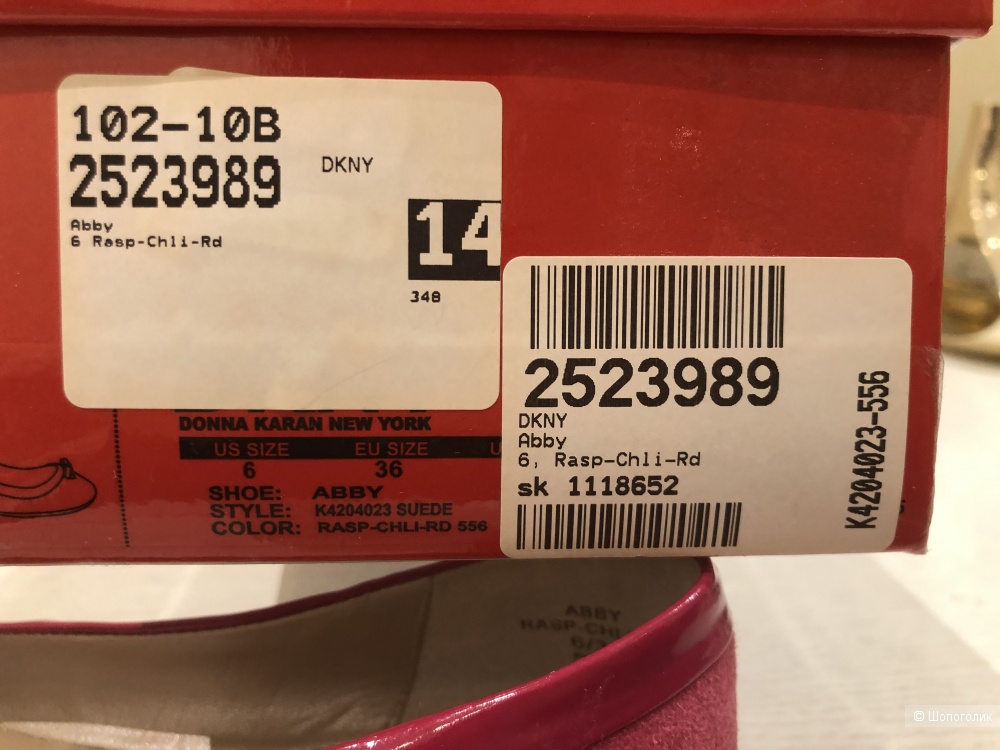 102-10B
2523989
DKNY
Abby
6 Rasp-Chli-Rd
14
348
2523989
DKNY
Abby
6, Rasp-Chli-Rd
sk 1118652
K4204023-556
DONNA KARAN NEW YORK
US SIZE EU SIZE U
6 36
SHOE: ABBY
STYLE: K4204023 SUEDE
COLOR: RASP-CHLI-RD 556
ABBY
RASP-CHLI
© Шопоголик